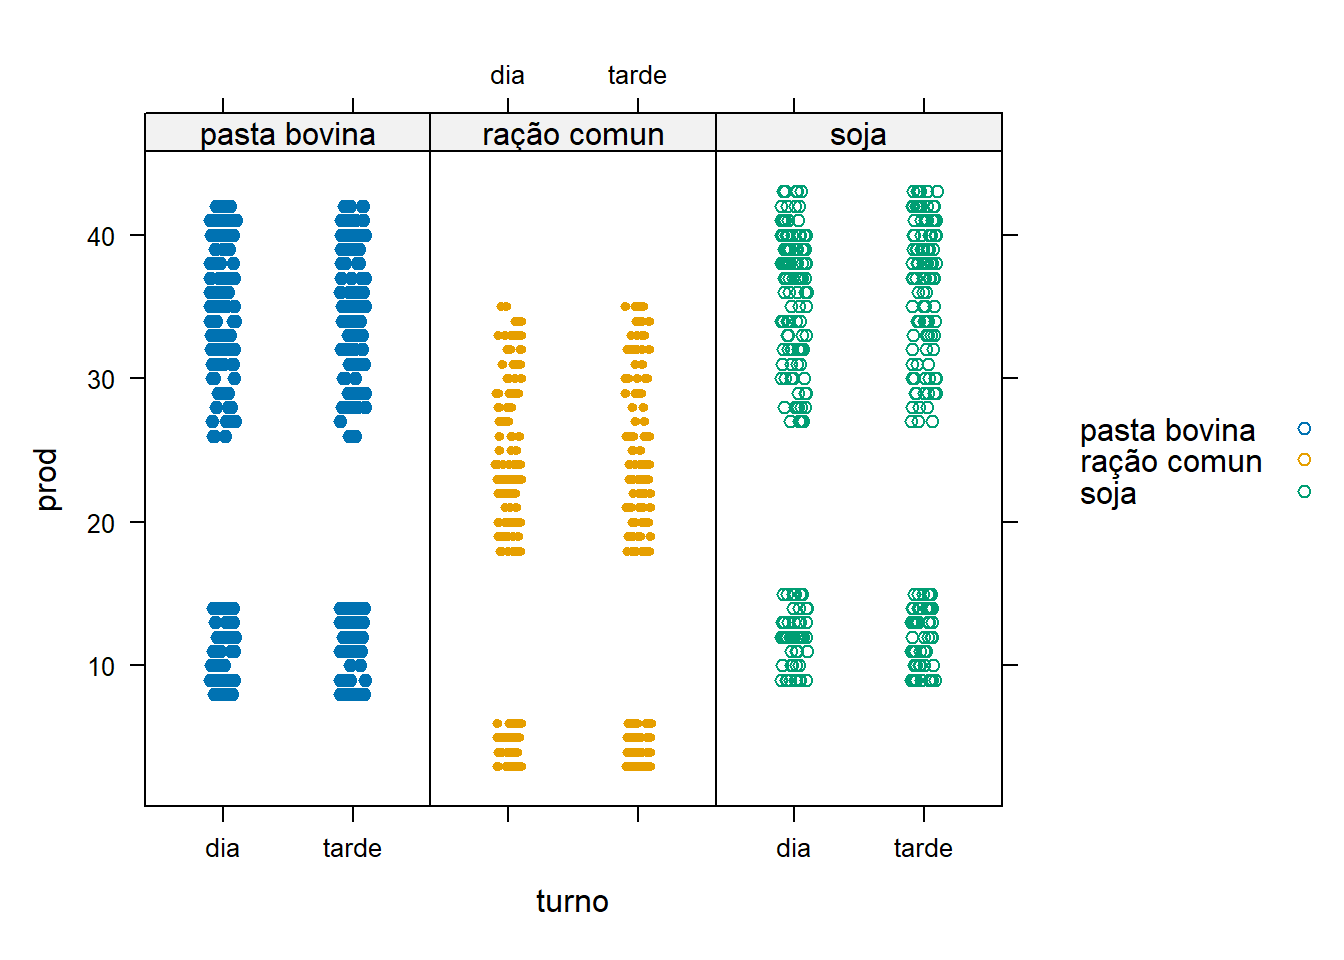 dia tarde
pasta bovina ração comun soja
40
30
20
10
prod
dia tarde dia tarde
turno
pasta bovina
ração comun
soja